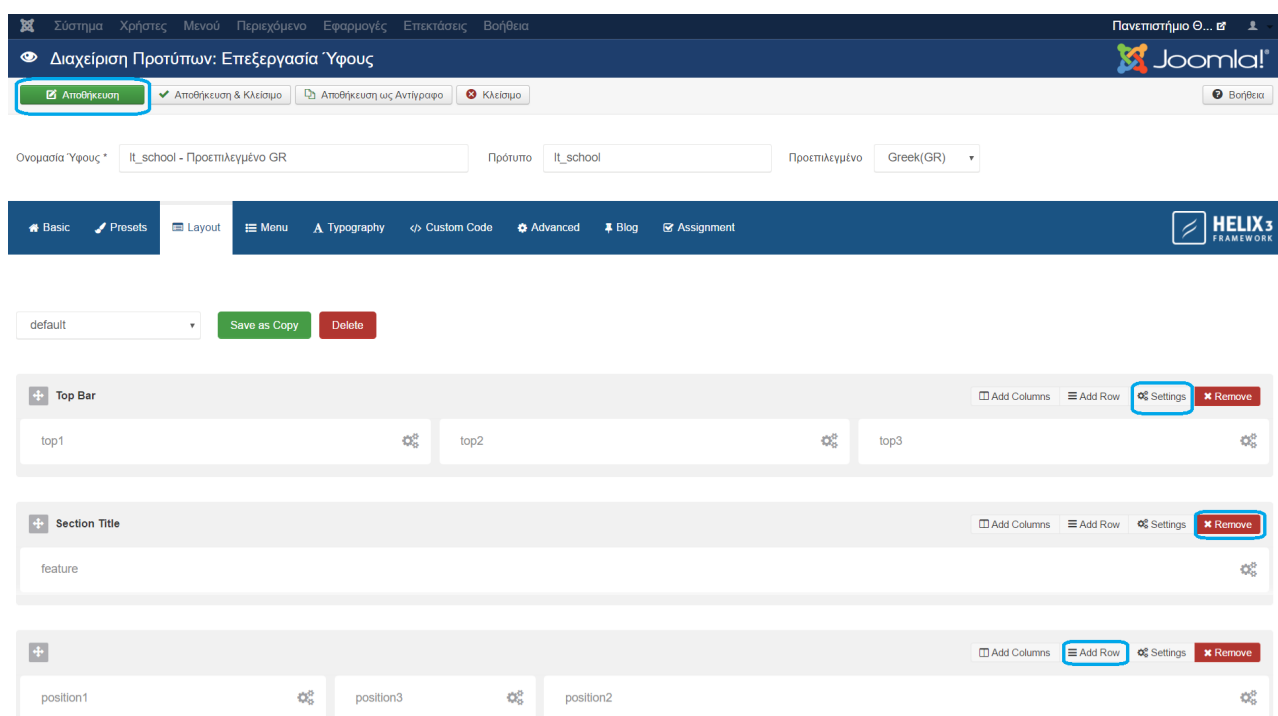 Σύστημα Χρήστες Μενού Περιεχόμενο Εφαρμογές Επεκτάσεις Βοήθεια Πανεπιστήμιο Θ...
Διαχείριση Προτύπων: Επεξεργασία Ύφους Joomla!®
Αποθήκευση Αποθήκευση & Κλείσιμο Αποθήκευση ως Αντίγραφο Κλείσιμο Βοήθεια
Ονομασία Ύφους * lt_school - Προεπιλεγμένο GR Πρότυπο lt_school Προεπιλεγμένο Greek(GR)
Basic Presets Layout Menu Typography Custom Code Advanced Blog Assignment HELIX3
FRAMEWORK
default Save as Copy Delete
Top Bar Add Columns Add Row Settings Remove
top1 top2 top3
Section Title Add Columns Add Row Settings Remove
feature
Add Columns Add Row Settings Remove
position1 position3 position2